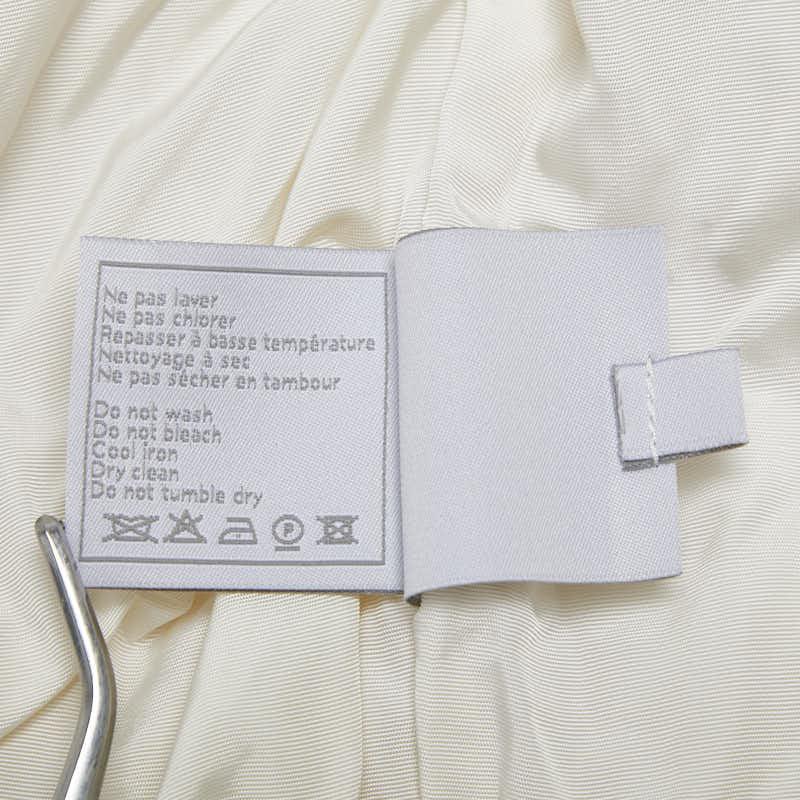 Ne pas laver
Ne pas chlorer
Repasser à basse température
Nettoyage à sec
Ne pas sécher en tambour
Do not wash
Do not bleach
Cool iron
Dry clean
Do not tumble dry
P